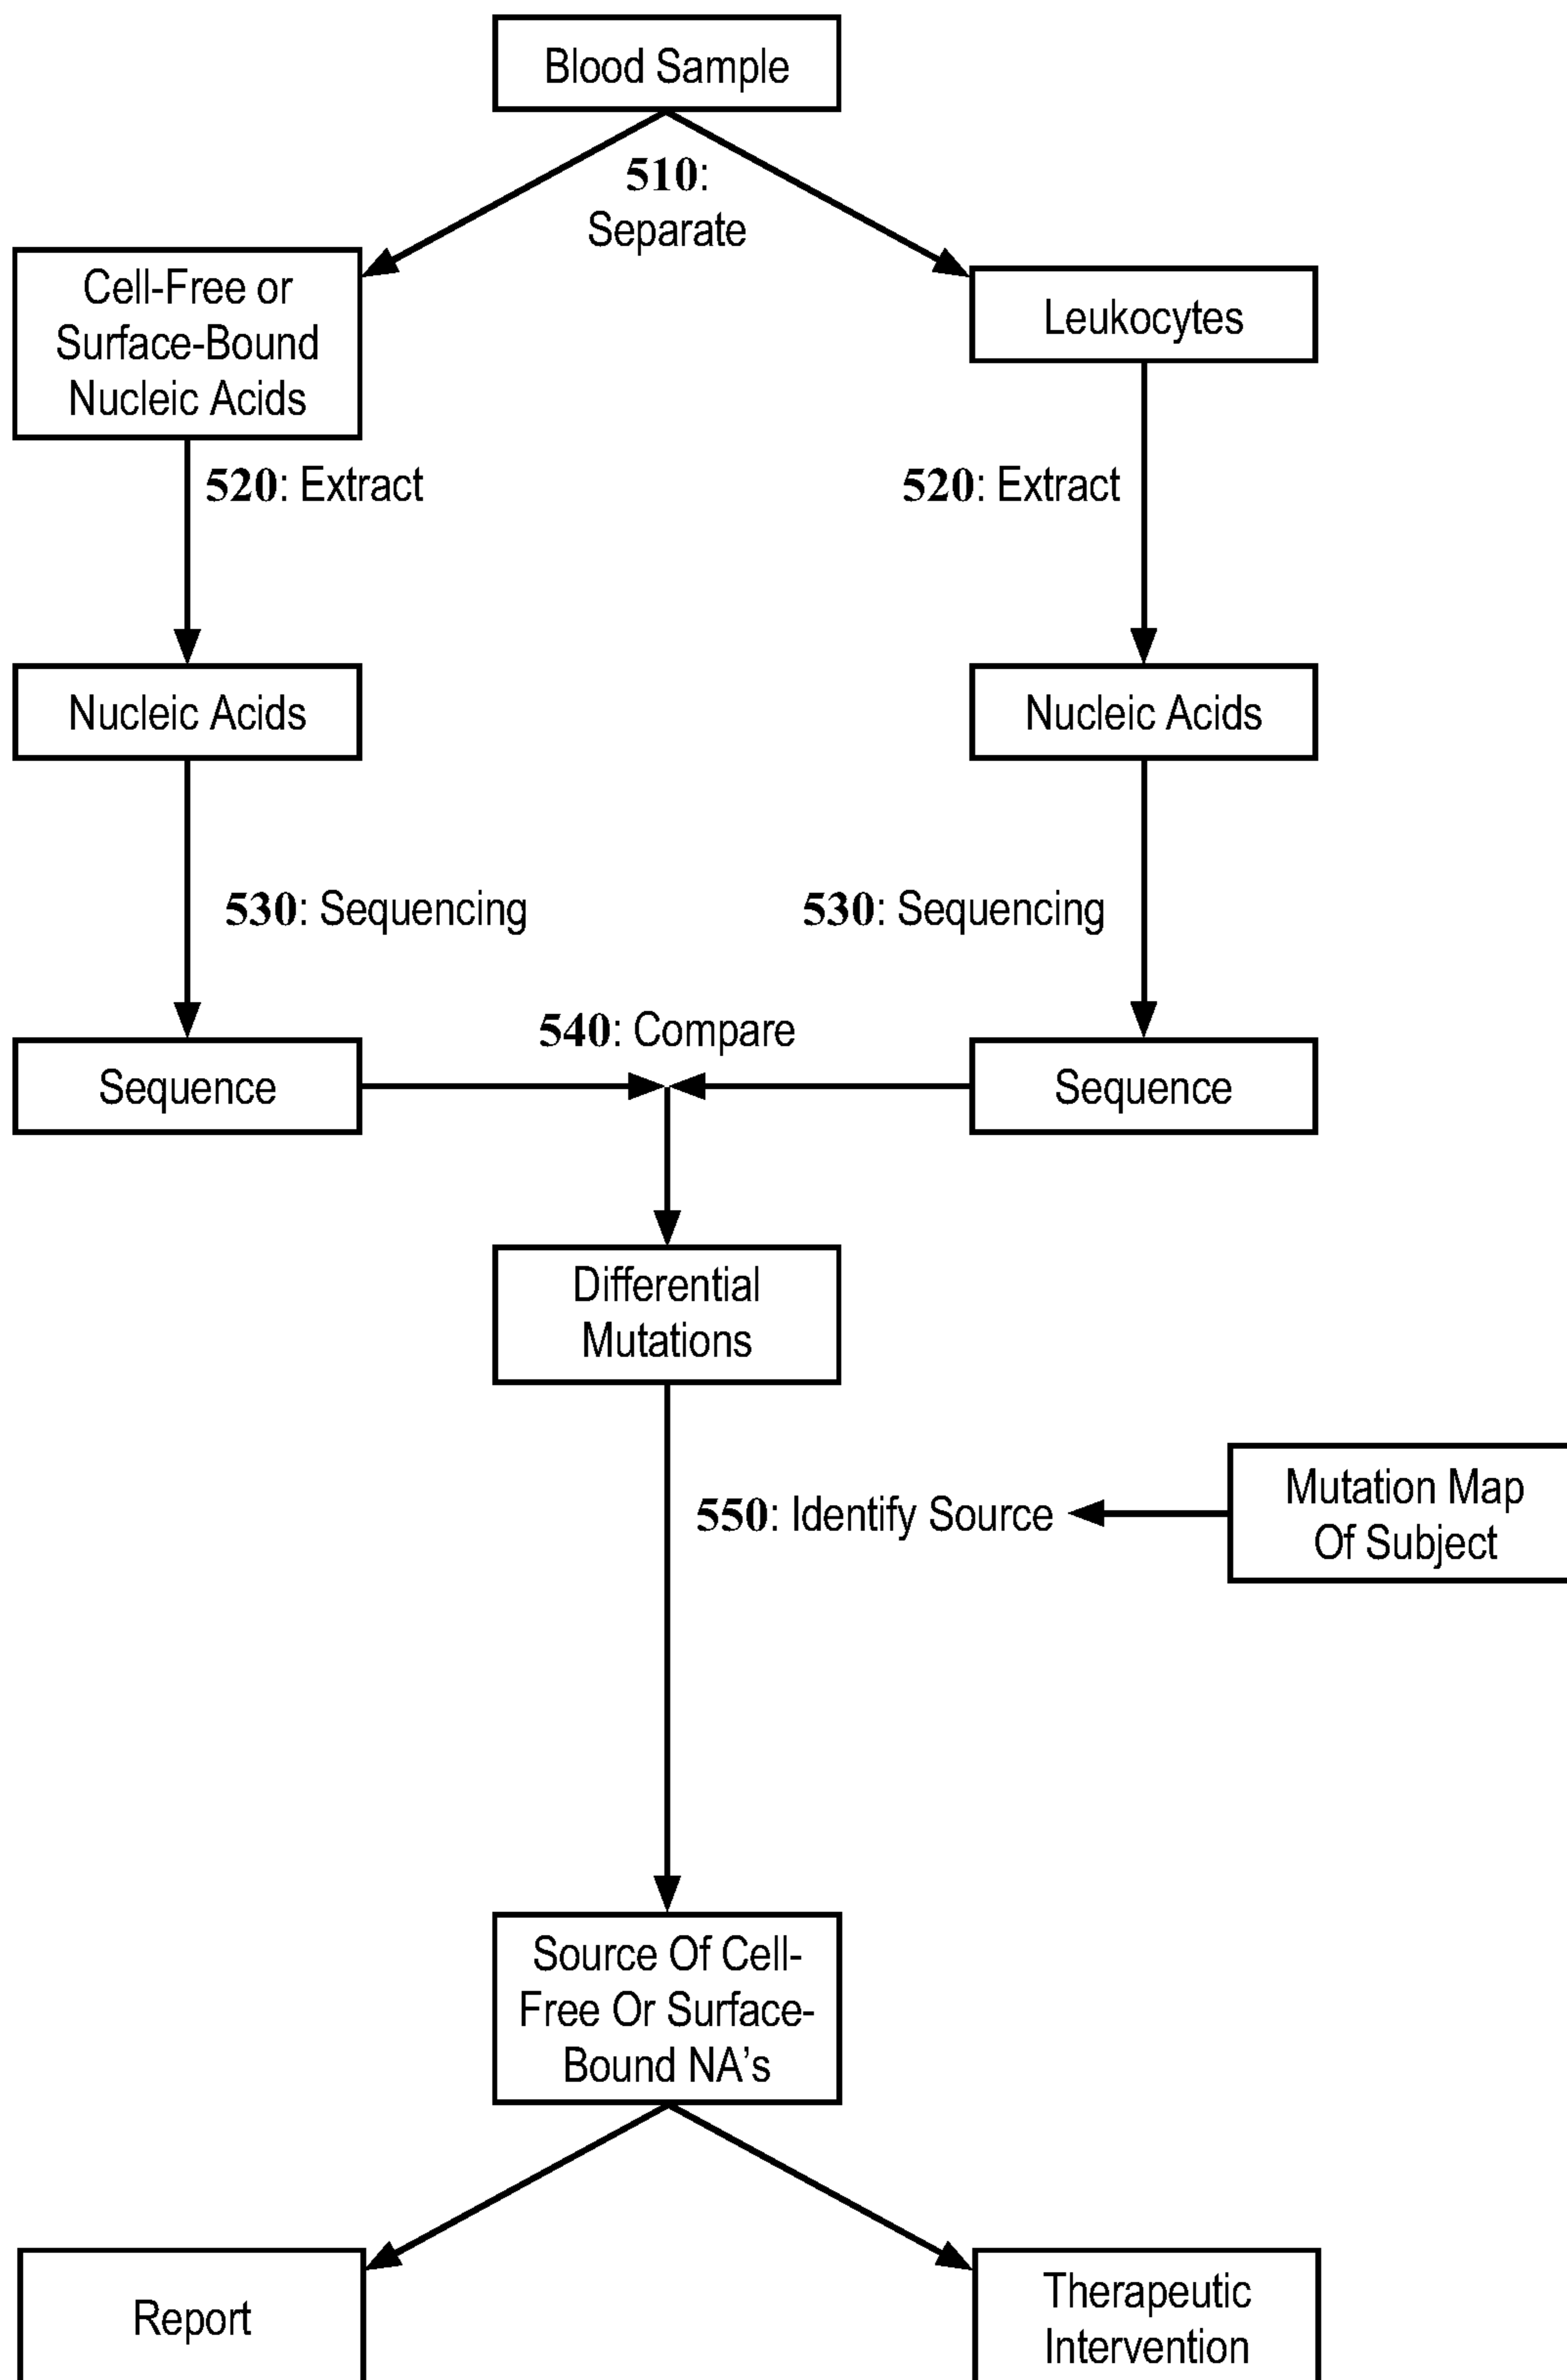 Blood Sample
510:
Separate
Cell-Free or
Surface-Bound
Nucleic Acids
Leukocytes
520: Extract
520: Extract
Nucleic Acids
Nucleic Acids
530: Sequencing
530: Sequencing
540: Compare
Sequence
Sequence
Differential
Mutations
550: Identify Source
Mutation Map
Of Subject
Source Of Cell-
Free Or Surface-
Bound NA's
Report
Therapeutic
Intervention